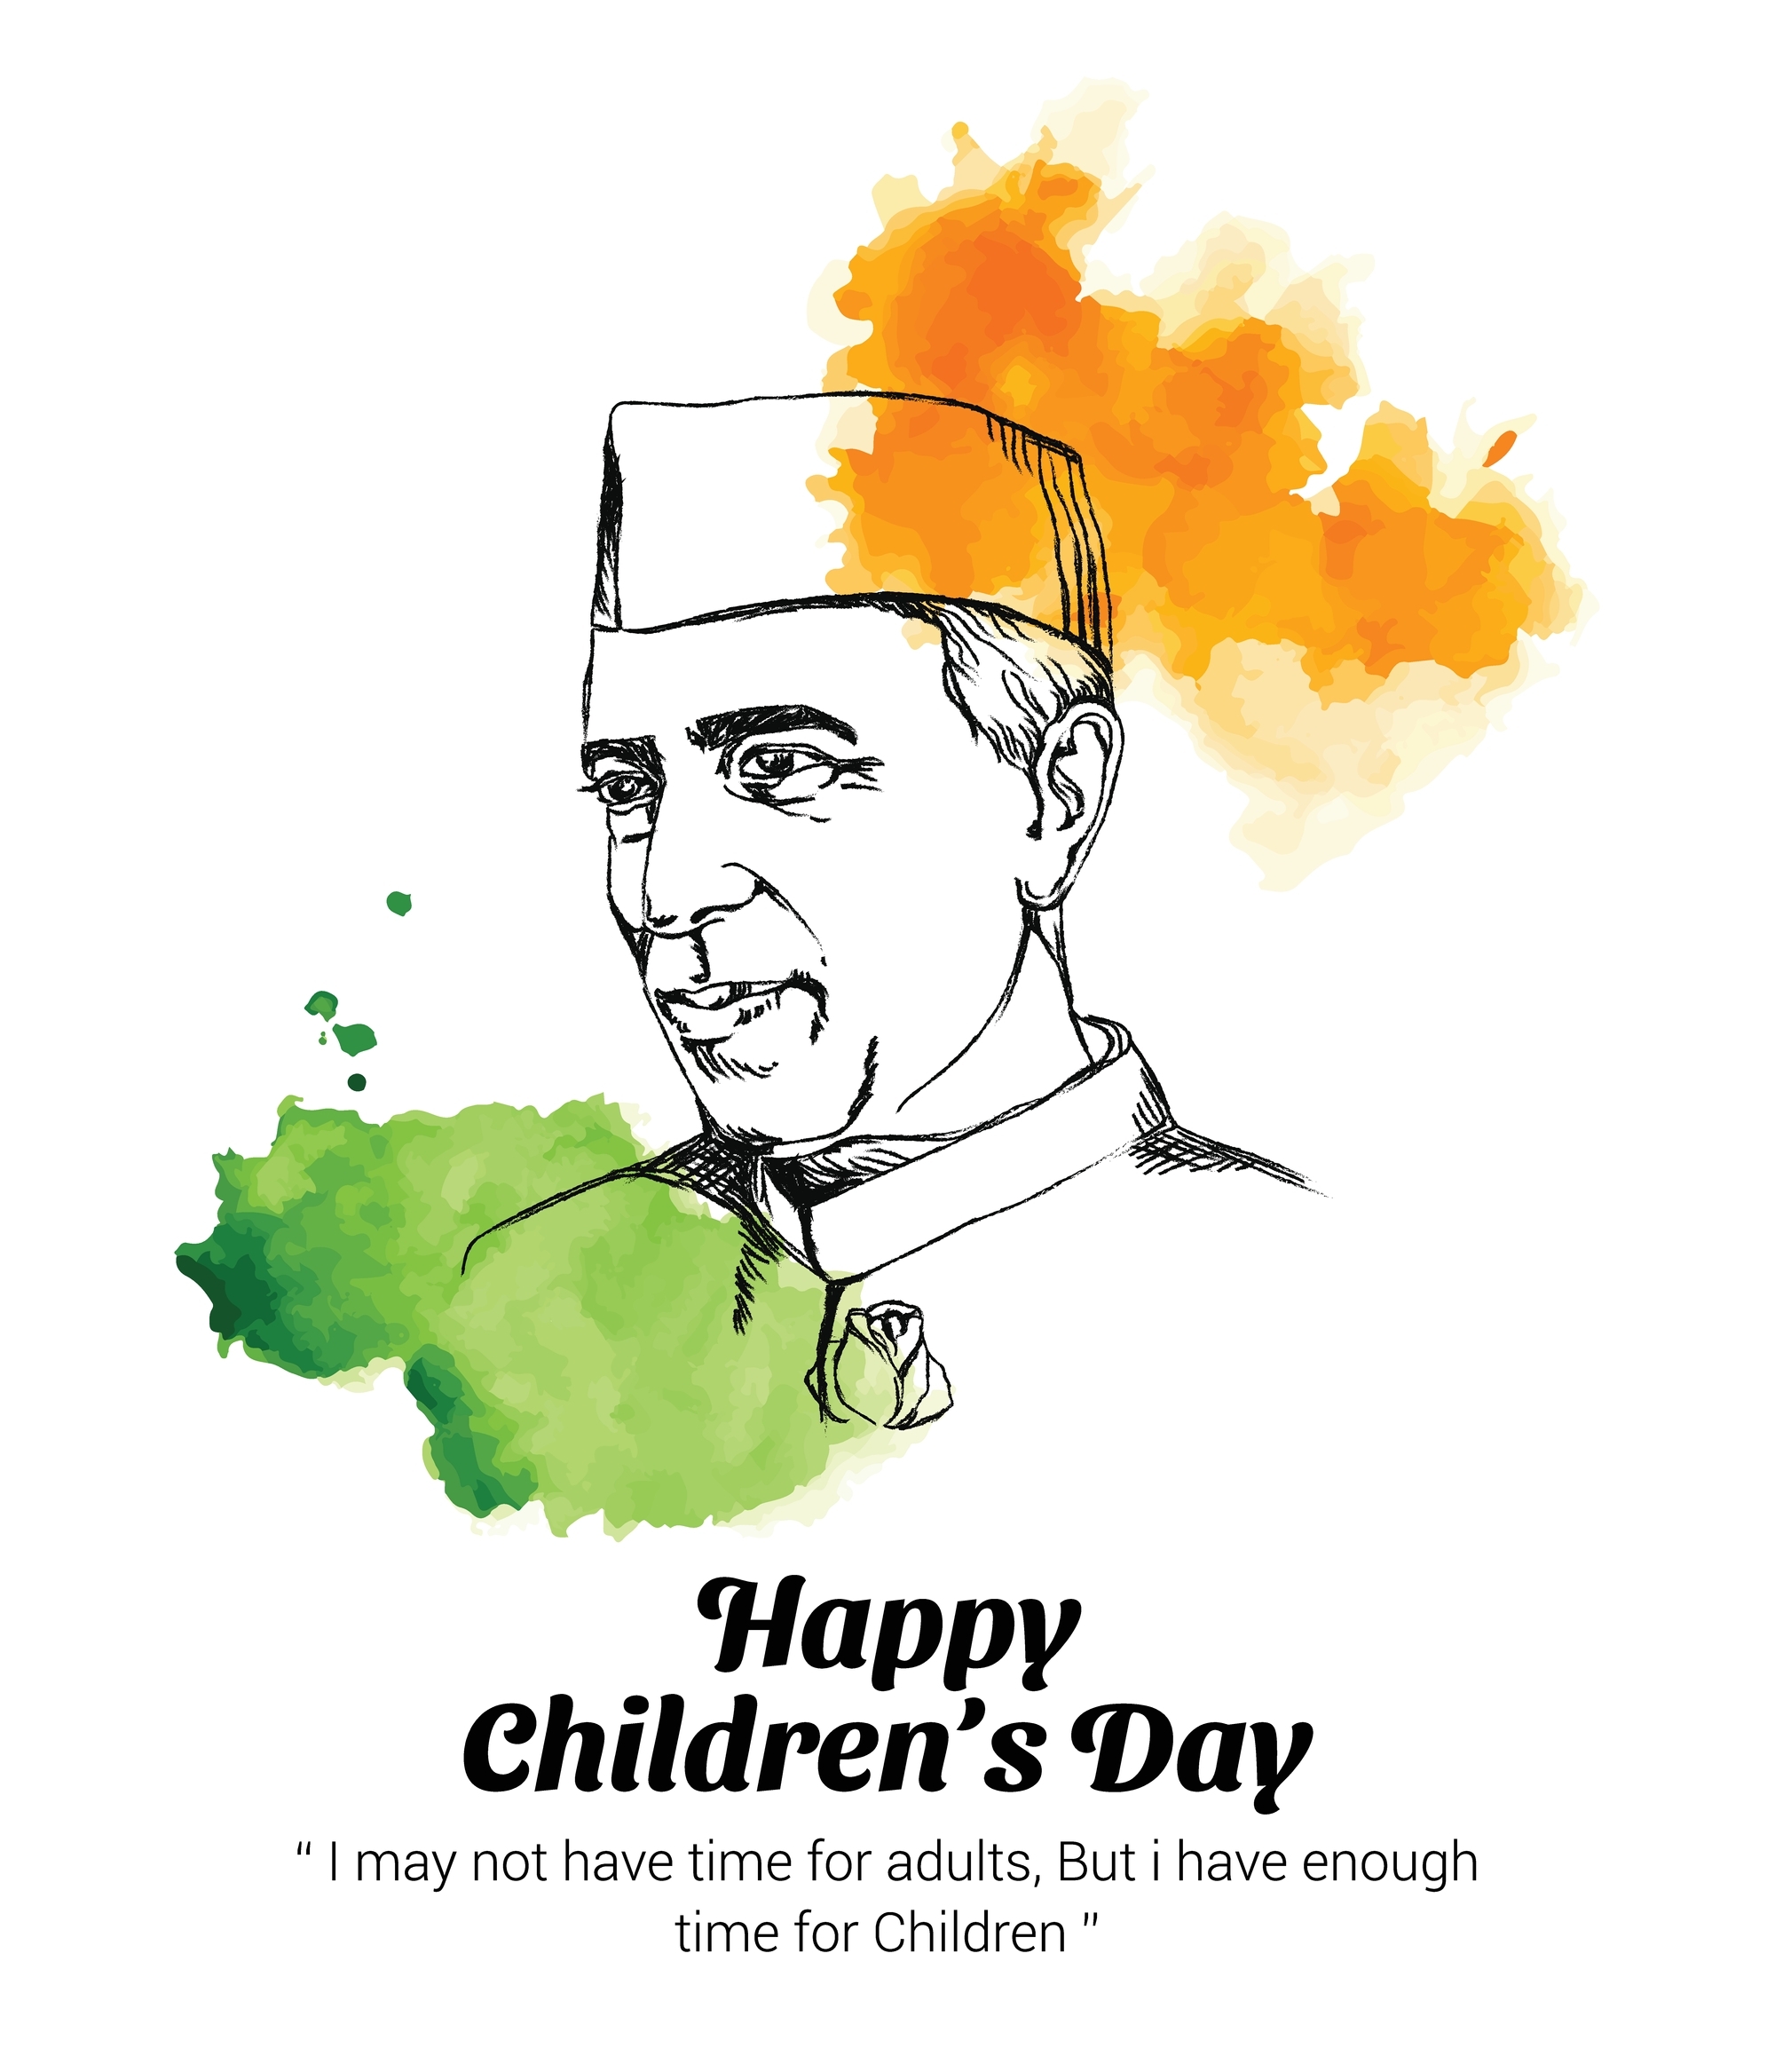 Happy
Children’s Day
“ I may not have time for adults, But i have enough
time for Children ”